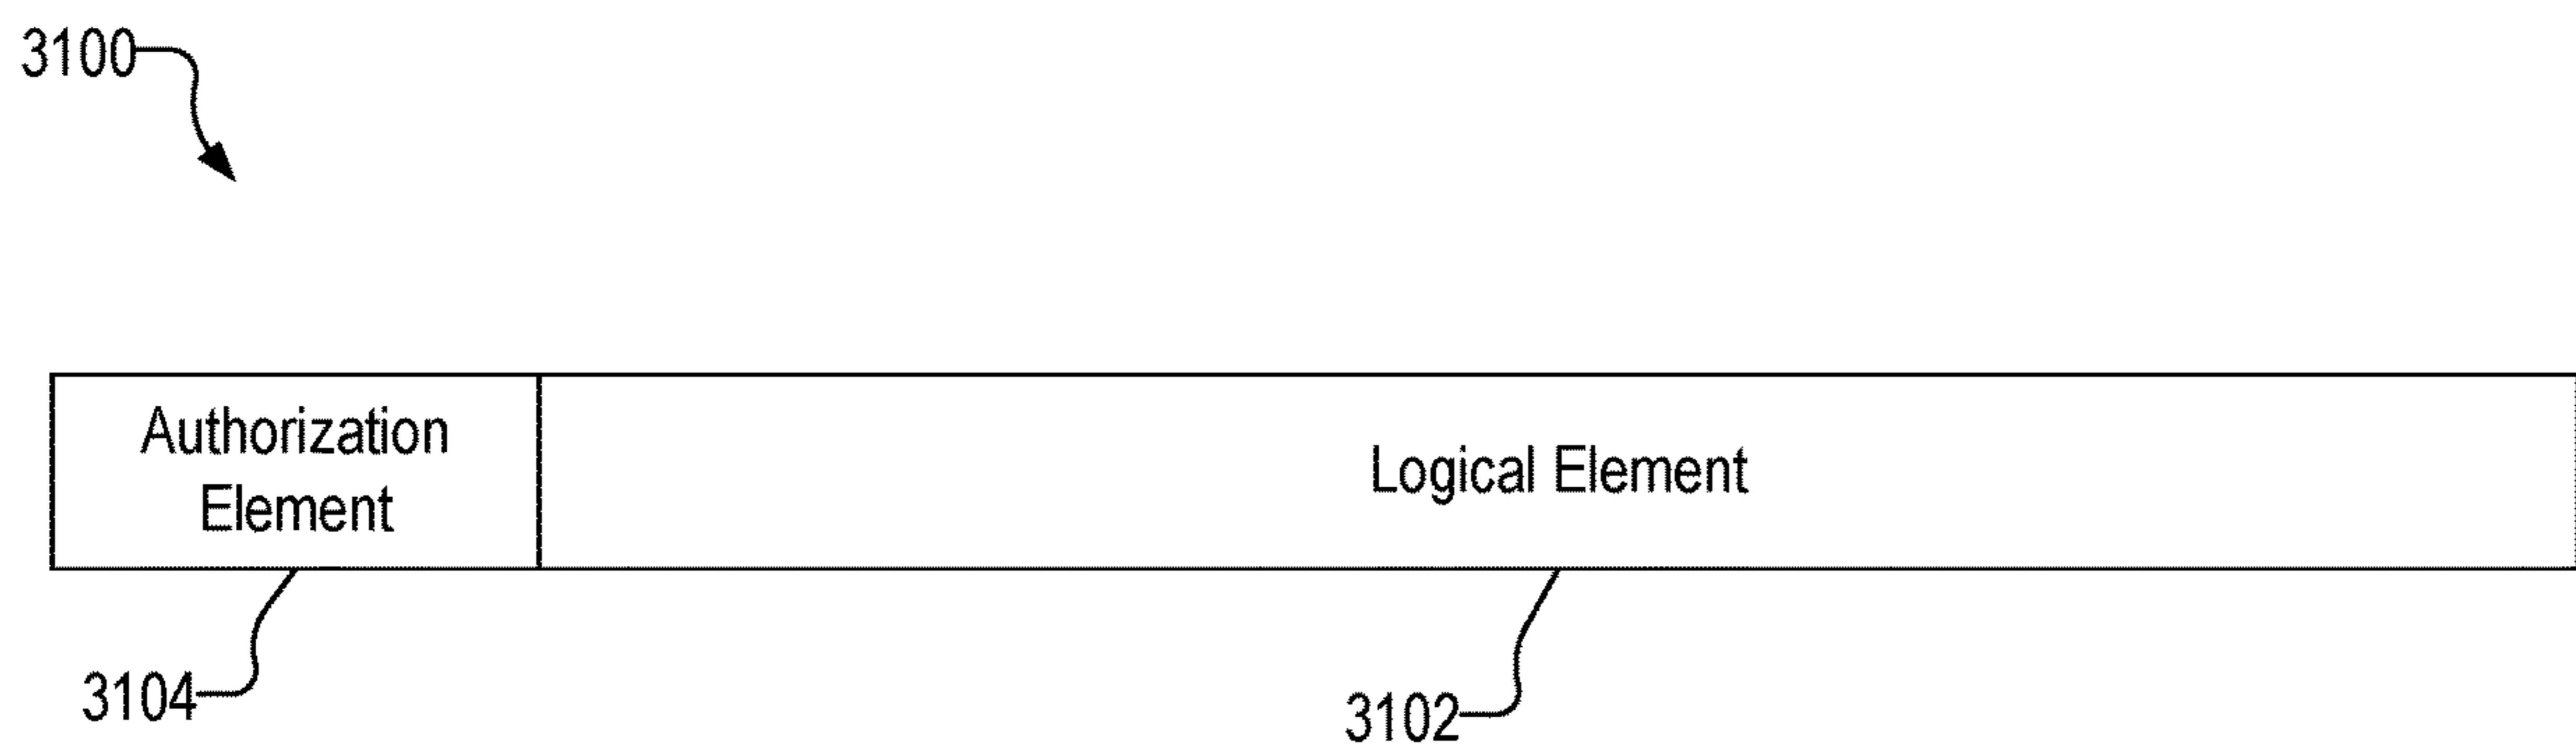 3100
Authorization
Element
Logical Element
3104
3102